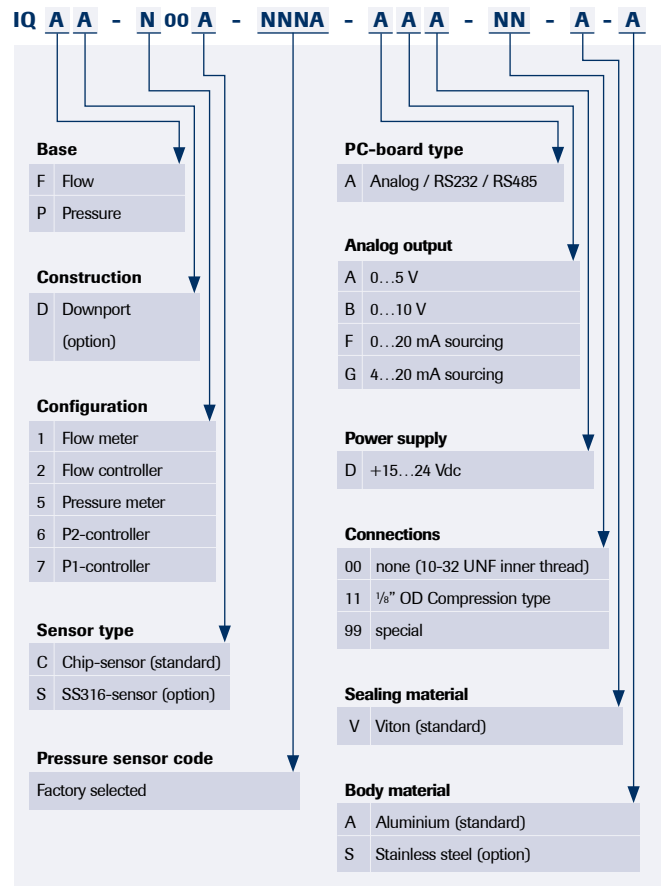 IQ A A - N 00 A - NNNA - A A A - NN - A - A
Base
F Flow
P Pressure
Construction
D Downport
(option)
Configuration
1 Flow meter
2 Flow controller
5 Pressure meter
6 P2-controller
7 P1-controller
Sensor type
C Chip-sensor (standard)
S SS316-sensor (option)
Pressure sensor code
Factory selected
PC-board type
A Analog / RS232 / RS485
Analog output
A 0…5 V
B 0…10 V
F 0…20 mA sourcing
G 4…20 mA sourcing
Power supply
D +15…24 Vdc
Connections
00 none (10-32 UNF inner thread)
11 ⅛” OD Compression type
99 special
Sealing material
V Viton (standard)
Body material
A Aluminium (standard)
S Stainless steel (option)